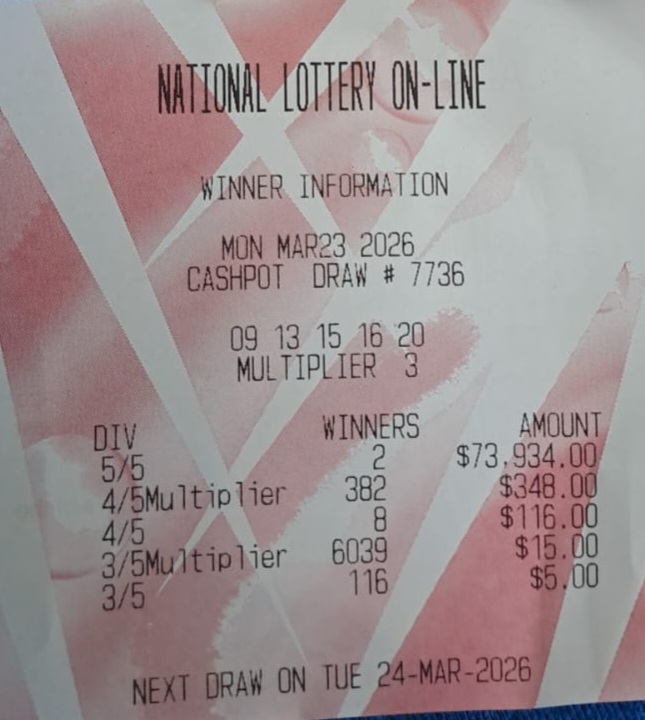 NATIONAL LOTTERY ON-LINE
WINNER INFORMATION
MON MAR23 2026
CASHPOT DRAW # 7736
09 13 15 16 20
MULTIPLIER 3
DIV WINNERS AMOUNT
5/5 2 $73,934.00
4/5Multiplier 382 $348.00
4/5 8 $116.00
3/5Multiplier 6039 $15.00
3/5 116 $5.00
NEXT DRAW ON TUE 24-MAR-2026